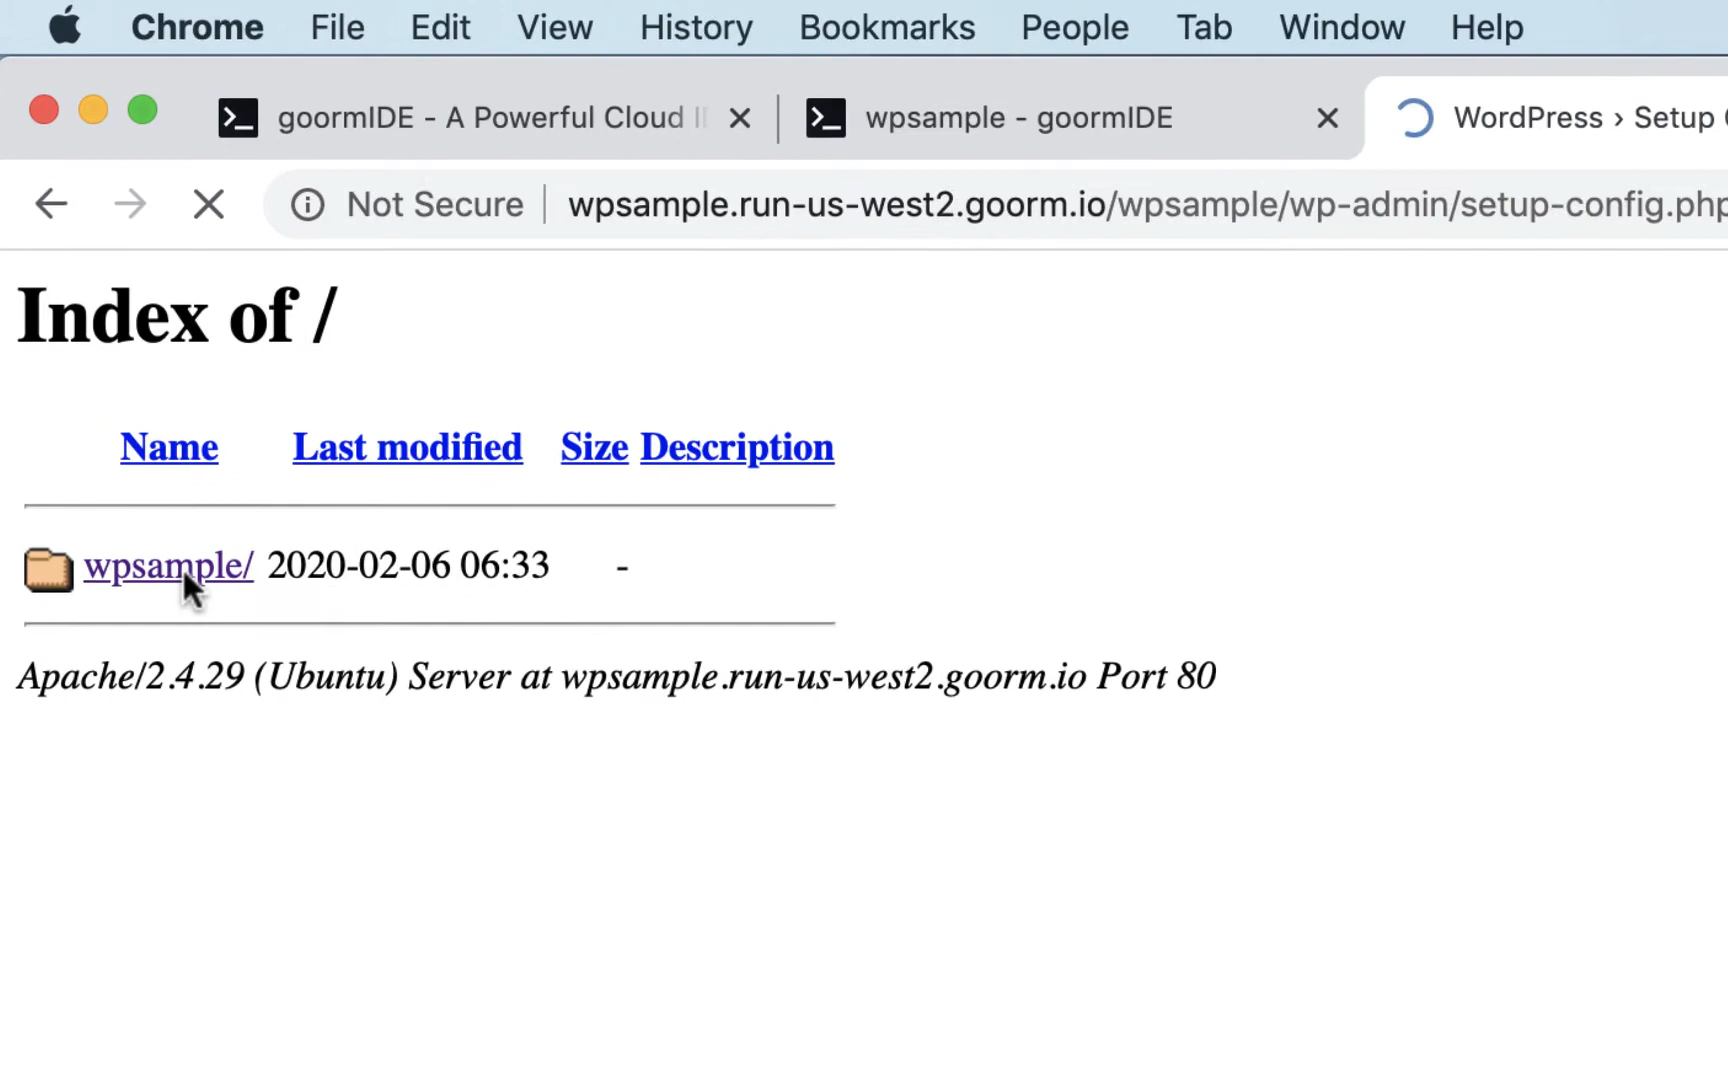 Chrome File Edit View History Bookmarks People Tab Window Help
goormIDE - A Powerful Cloud wpsample - goormIDE WordPress › Setup
Not Secure wpsample.run-us-west2.goorm.io/wpsample/wp-admin/setup-config.php
Index of /
Name Last modified Size Description
wpsample/ 2020-02-06 06:33 -
Apache/2.4.29 (Ubuntu) Server at wpsample.run-us-west2.goorm.io Port 80